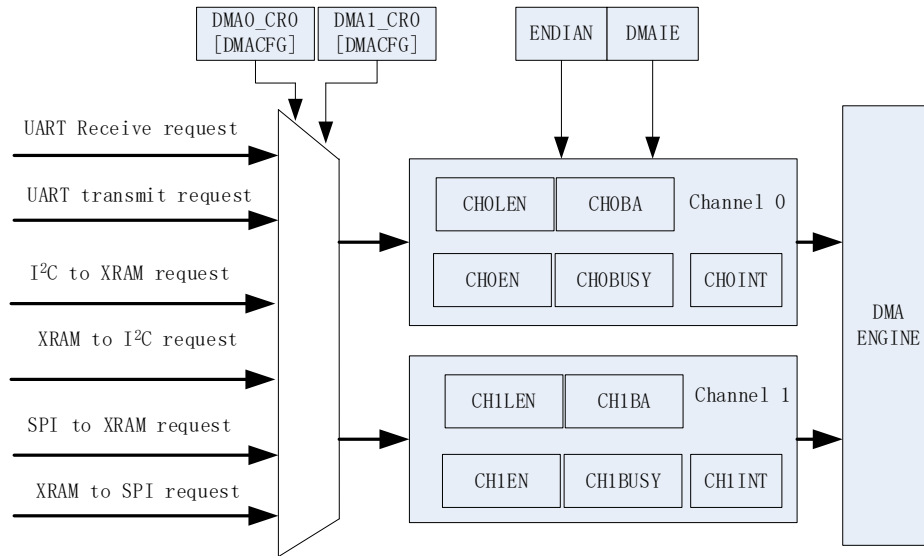 DMA0_CR0
[DMACFG]
DMA1_CR0
[DMACFG]
ENDIAN
DMAIE
UART Receive request
UART transmit request
I²C to XRAM request
XRAM to I²C request
SPI to XRAM request
XRAM to SPI request
CH0LEN
CH0BA
Channel 0
CH0EN
CH0BUSY
CH0INT
CH1LEN
CH1BA
Channel 1
CH1EN
CH1BUSY
CH1INT
DMA
ENGINE